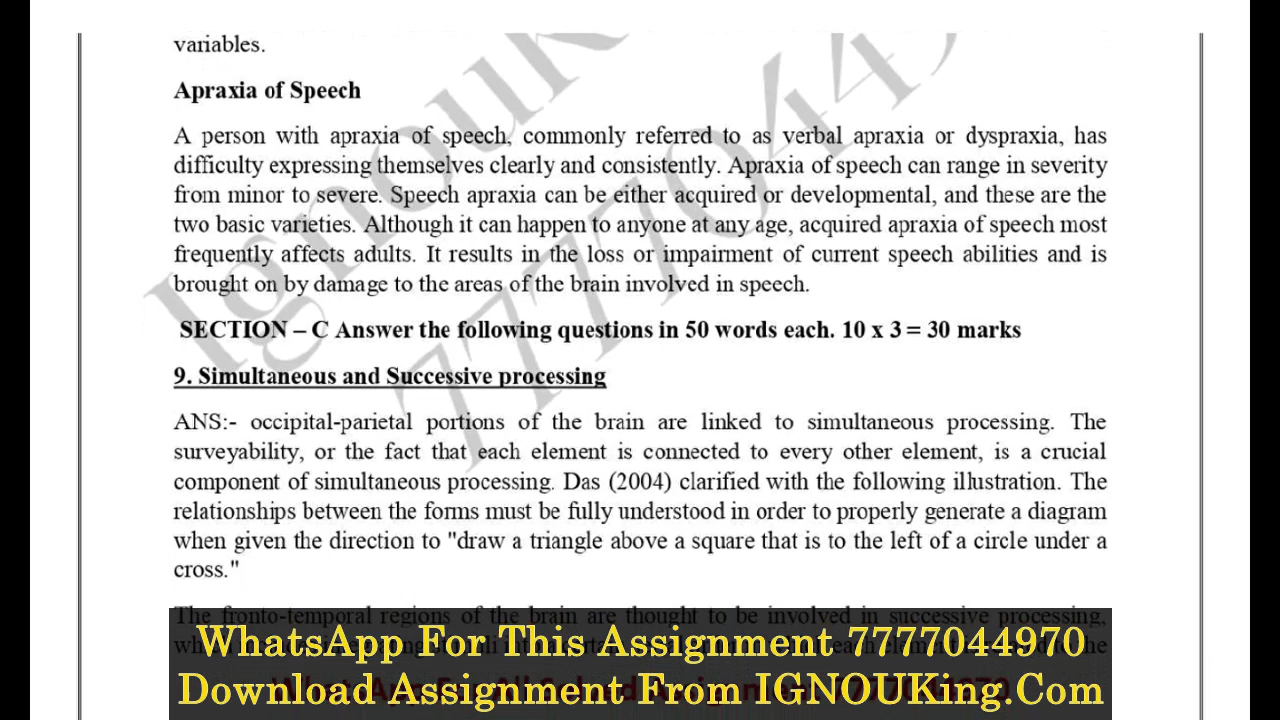 variables.
Apraxia of Speech
A person with apraxia of speech, commonly referred to as verbal apraxia or dyspraxia, has
difficulty expressing themselves clearly and consistently. Apraxia of speech can range in severity
from minor to severe. Speech apraxia can be either acquired or developmental, and these are the
two basic varieties. Although it can happen to anyone at any age, acquired apraxia of speech most
frequently affects adults. It results in the loss or impairment of current speech abilities and is
brought on by damage to the areas of the brain involved in speech.
SECTION – C Answer the following questions in 50 words each. 10 x 3 = 30 marks
9. Simultaneous and Successive processing
ANS:- occipital-parietal portions of the brain are linked to simultaneous processing. The
surveyability, or the fact that each element is connected to every other element, is a crucial
component of simultaneous processing. Das (2004) clarified with the following illustration. The
relationships between the forms must be fully understood in order to properly generate a diagram
when given the direction to "draw a triangle above a square that is to the left of a circle under a
cross."
The fronto-temporal regions of the brain are thought to be involved in successive processing,
WhatsApp For This Assignment 7777044970
Download Assignment From IGNOUKing.Com